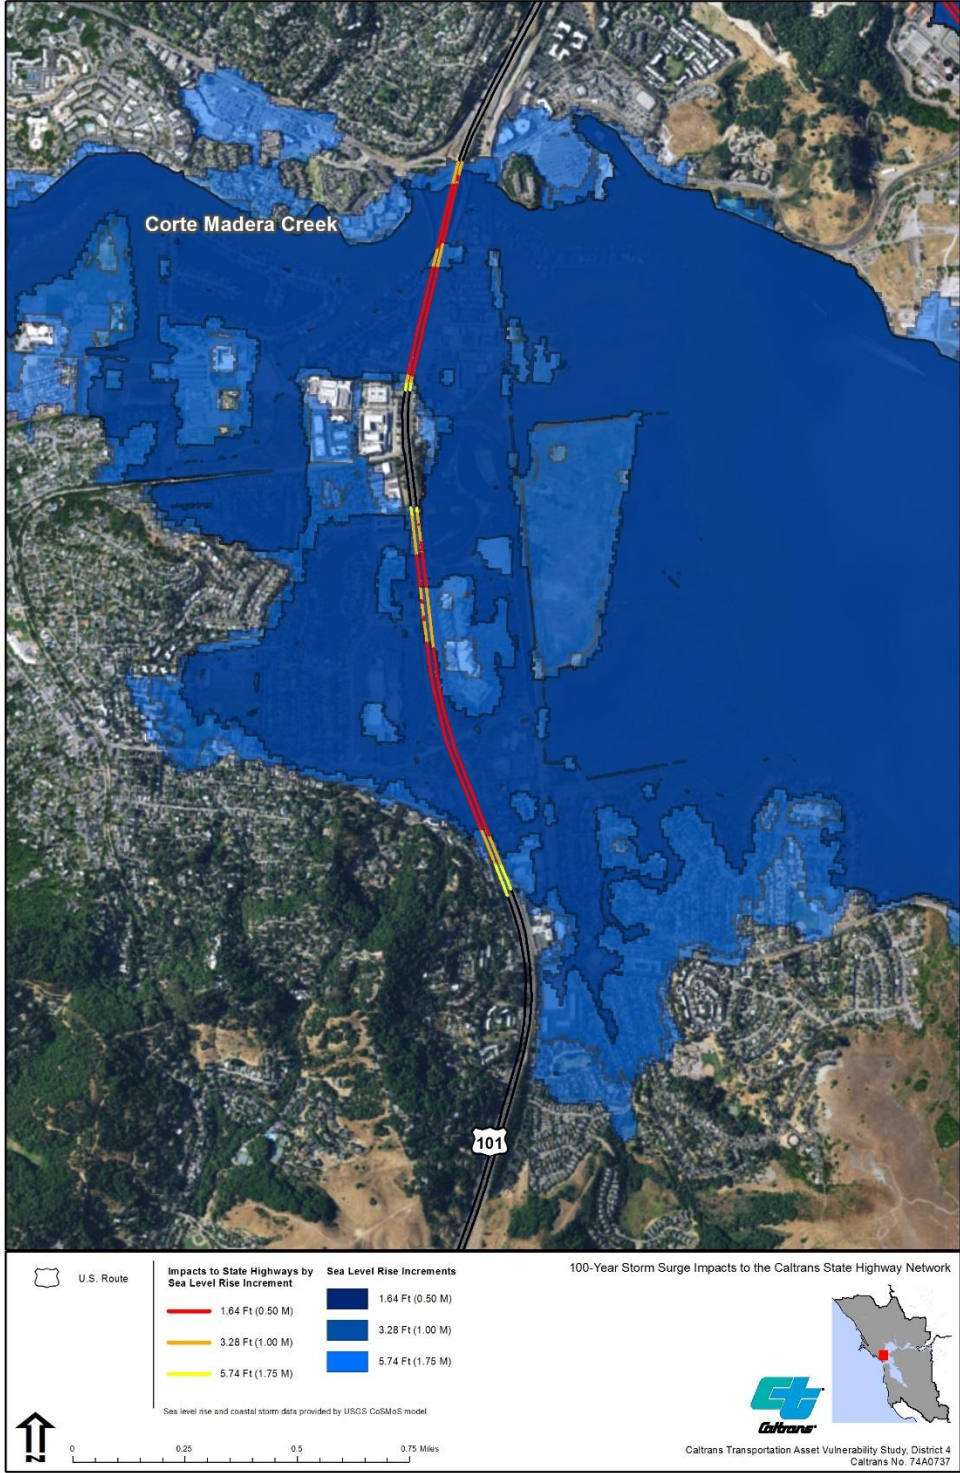 Corte Madera Creek
101
U.S. Route
Impacts to State Highways by
Sea Level Rise Increment
1.64 Ft (0.50 M)
3.28 Ft (1.00 M)
5.74 Ft (1.75 M)
Sea Level Rise Increments
1.64 Ft (0.50 M)
3.28 Ft (1.00 M)
5.74 Ft (1.75 M)
Sea level rise and coastal storm data provided by USGS CoSMoS model.
100-Year Storm Surge Impacts to the Caltrans State Highway Network
N
0 0.25 0.5 0.75 Miles
ct
Caltrans
Caltrans Transportation Asset Vulnerability Study, District 4
Caltrans No. 74A0737